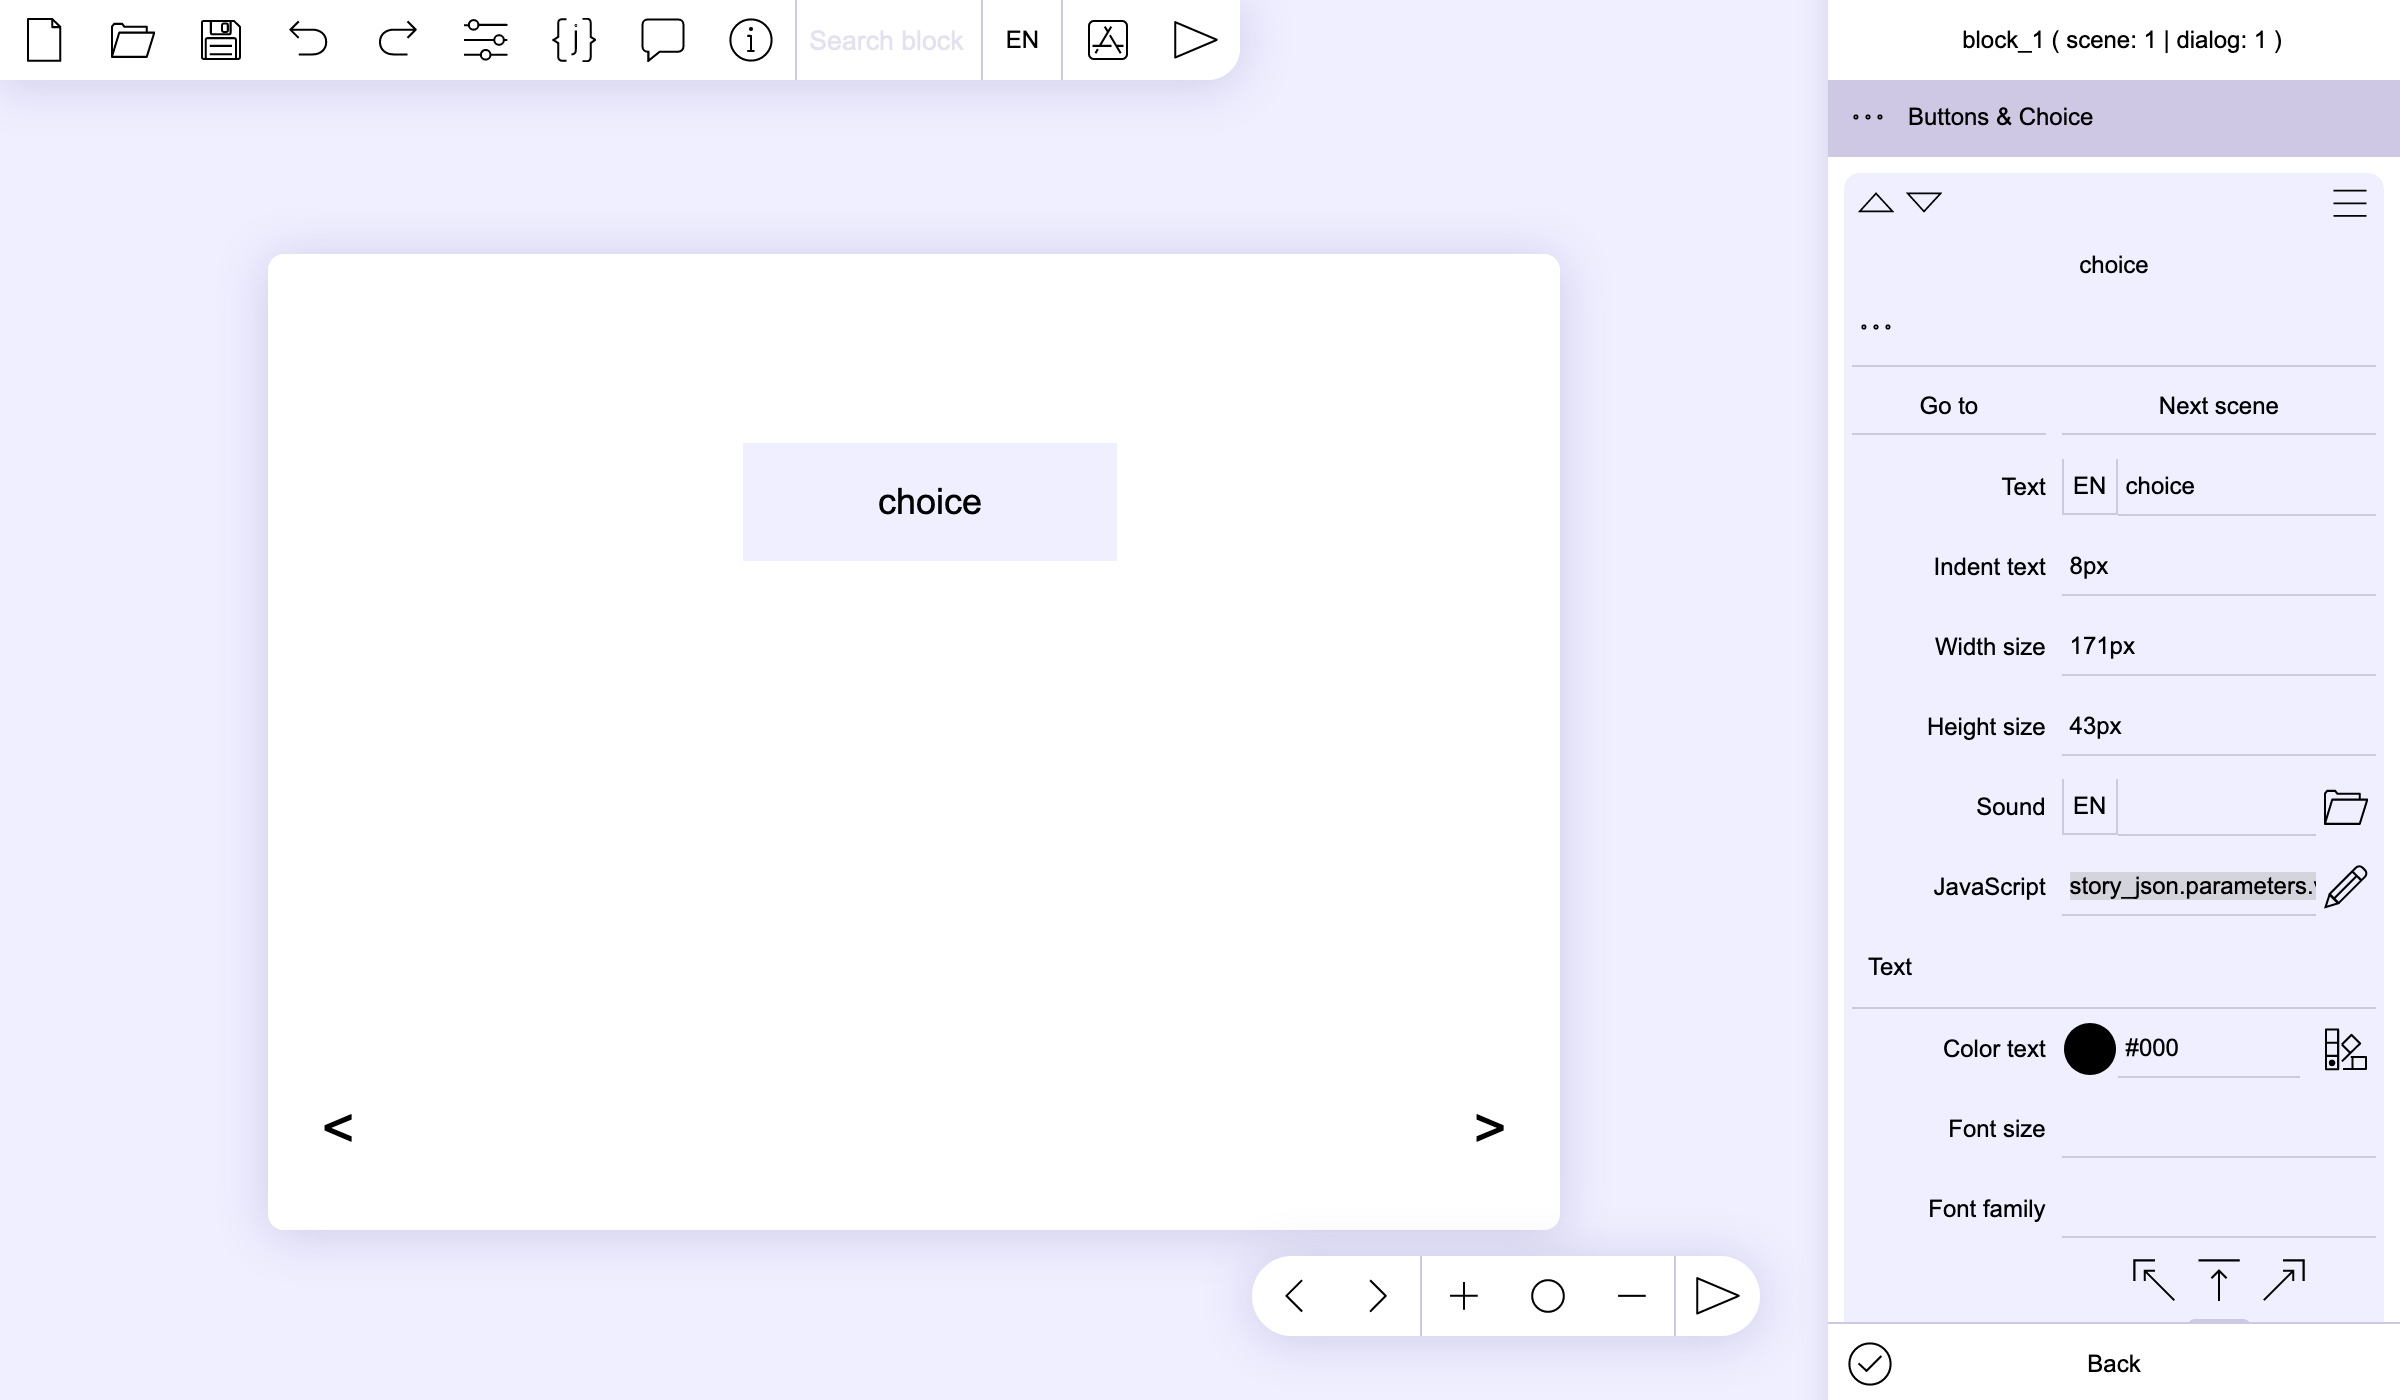 Search block
EN
block_1 ( scene: 1 | dialog: 1 )
Buttons & Choice
choice
Go to
Next scene
Text
EN
choice
Indent text
8px
Width size
171px
Height size
43px
Sound
EN
JavaScript
story_json.parameters.
Text
Color text
#000
Font size
Font family
Back
choice
<
>